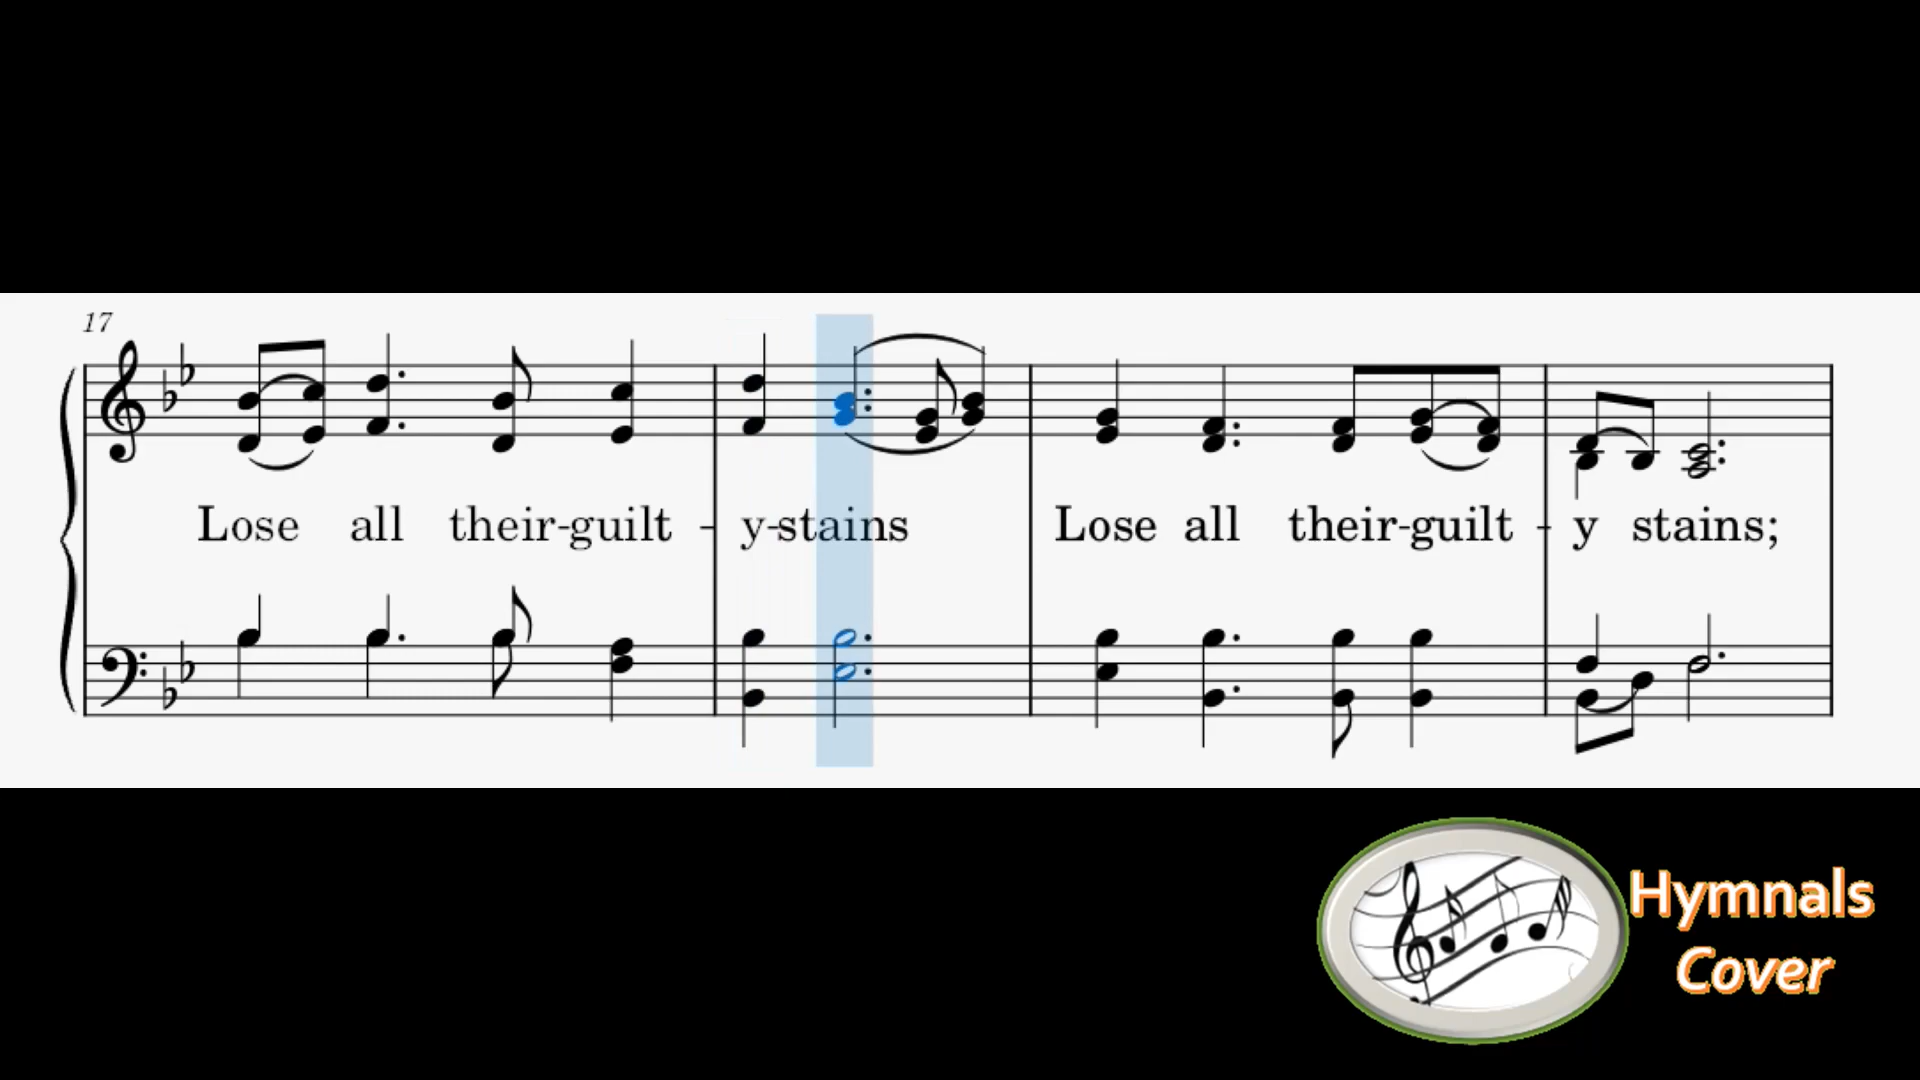 17
Lose all their-guilt - y-stains Lose all their-guilt - y stains;
Hymnals
Cover